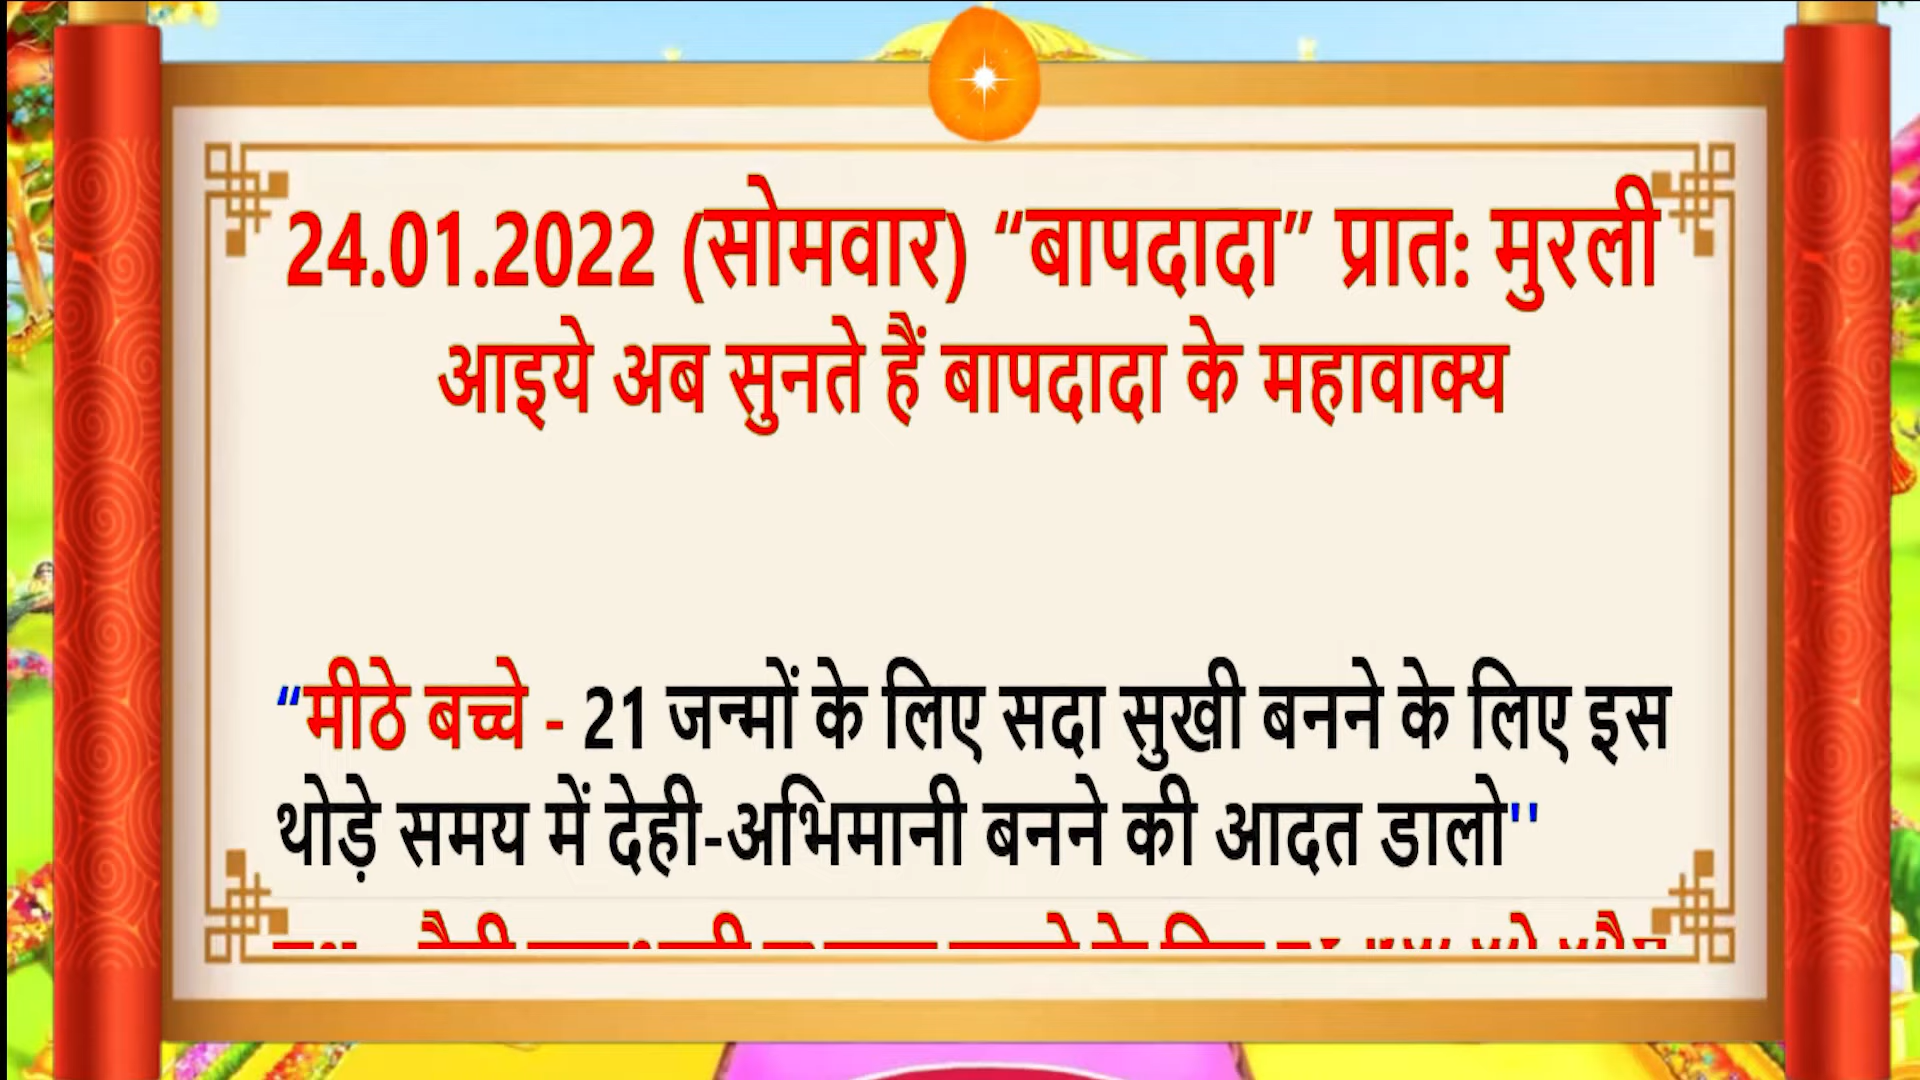 24.01.2022 (सोमवार) “बापदादा” प्रात: मुरली
आइये अब सुनते हैं बापदादा के महावाक्य
“मीठे बच्चे - 21 जन्मों के लिए सदा सुखी बनने के लिए इस
थोड़े समय में देही-अभिमानी बनने की आदत डालो''